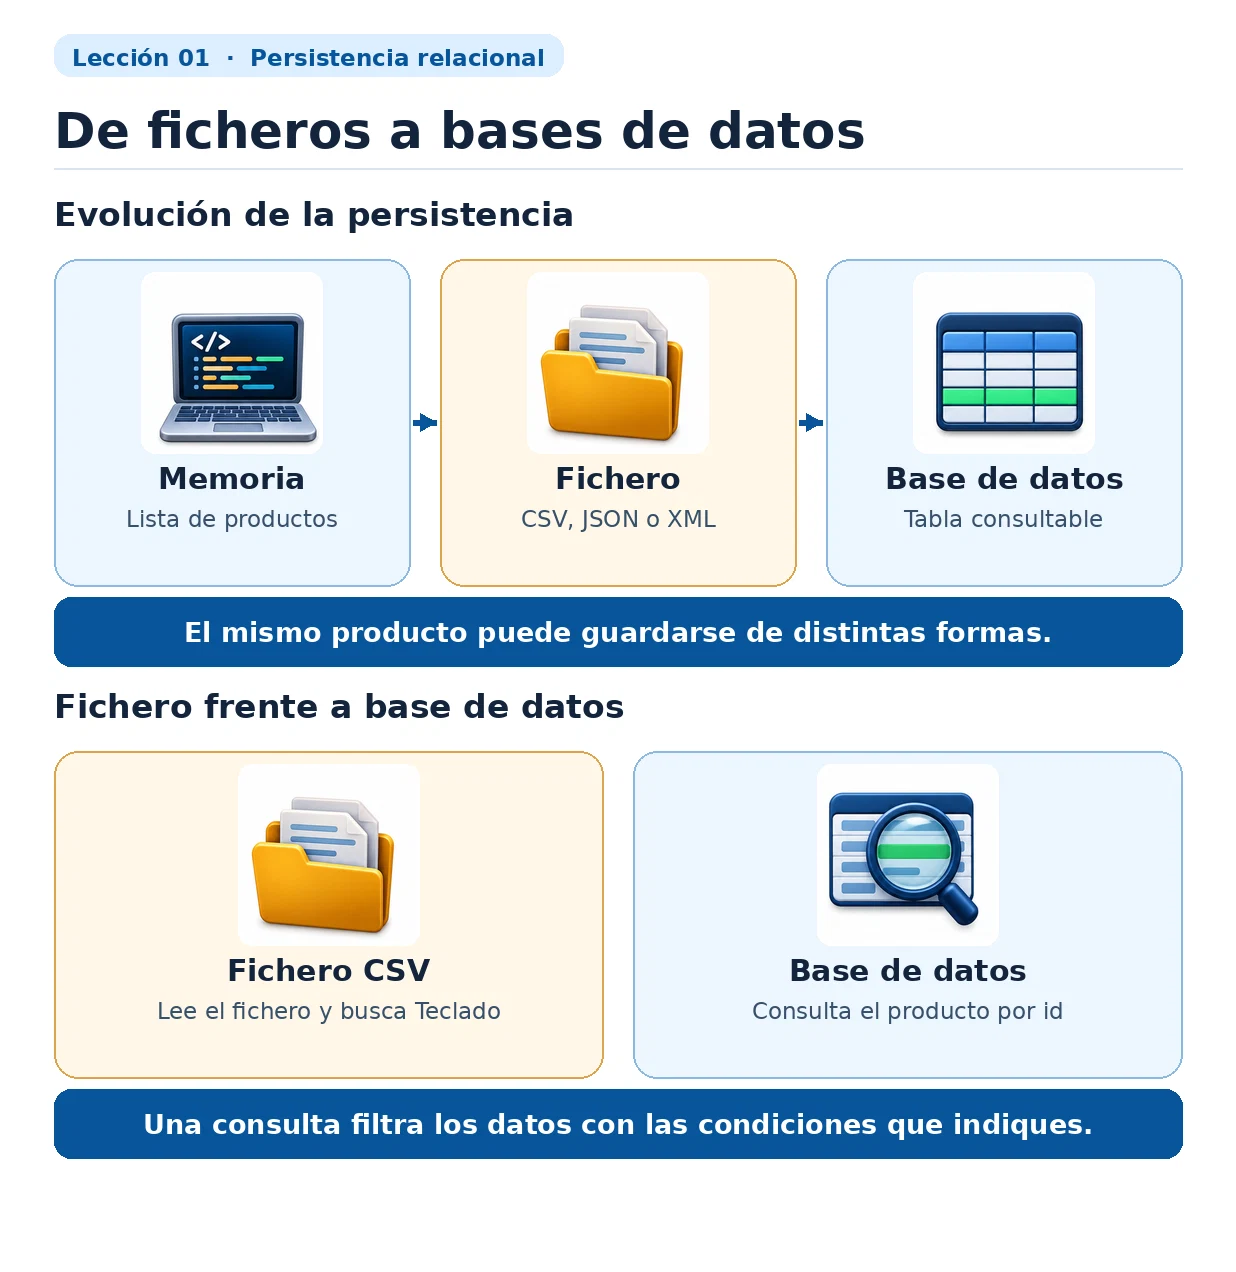 Lección 01 · Persistencia relacional
De ficheros a bases de datos
Evolución de la persistencia
</>
Memoria
Lista de productos
Fichero
CSV, JSON o XML
Base de datos
Tabla consultable
El mismo producto puede guardarse de distintas formas.
Fichero frente a base de datos
Fichero CSV
Lee el fichero y busca Teclado
Base de datos
Consulta el producto por id
Una consulta filtra los datos con las condiciones que indiques.